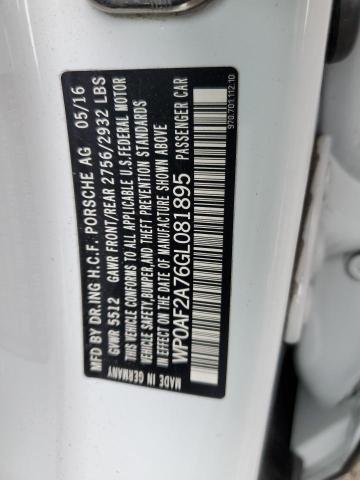 MFD BY DR.ING H.C.F. PORSCHE AG 05/16
GVWR 5512 GAWR FRONT/REAR 2756/2932 LBS
THIS VEHICLE CONFORMS TO ALL APPLICABLE U.S.FEDERAL MOTOR
VEHICLE SAFETY,BUMPER,AND THEFT PREVENTION STANDARDS
IN EFFECT ON THE DATE OF MANUFACTURE SHOWN ABOVE
WP0AF2A76GL081895 PASSENGER CAR
MADE IN GERMANY
970.701.112.10